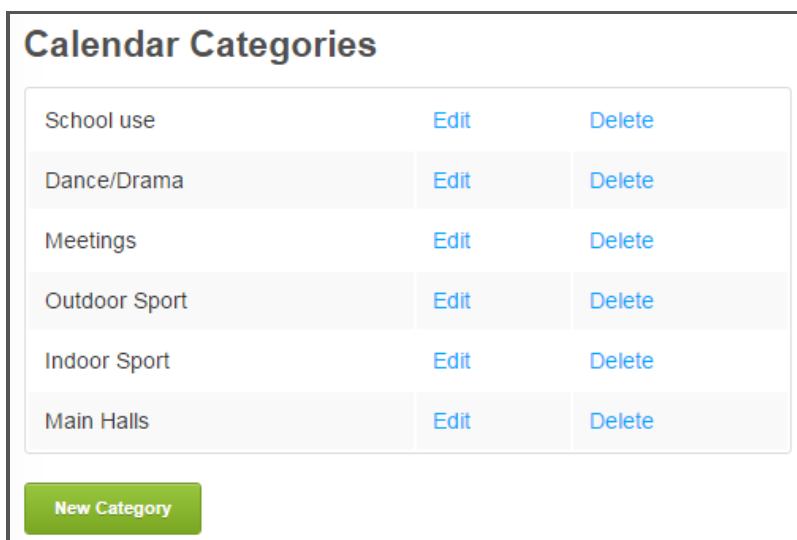 Calendar Categories
School use Edit Delete
Dance/Drama Edit Delete
Meetings Edit Delete
Outdoor Sport Edit Delete
Indoor Sport Edit Delete
Main Halls Edit Delete
New Category